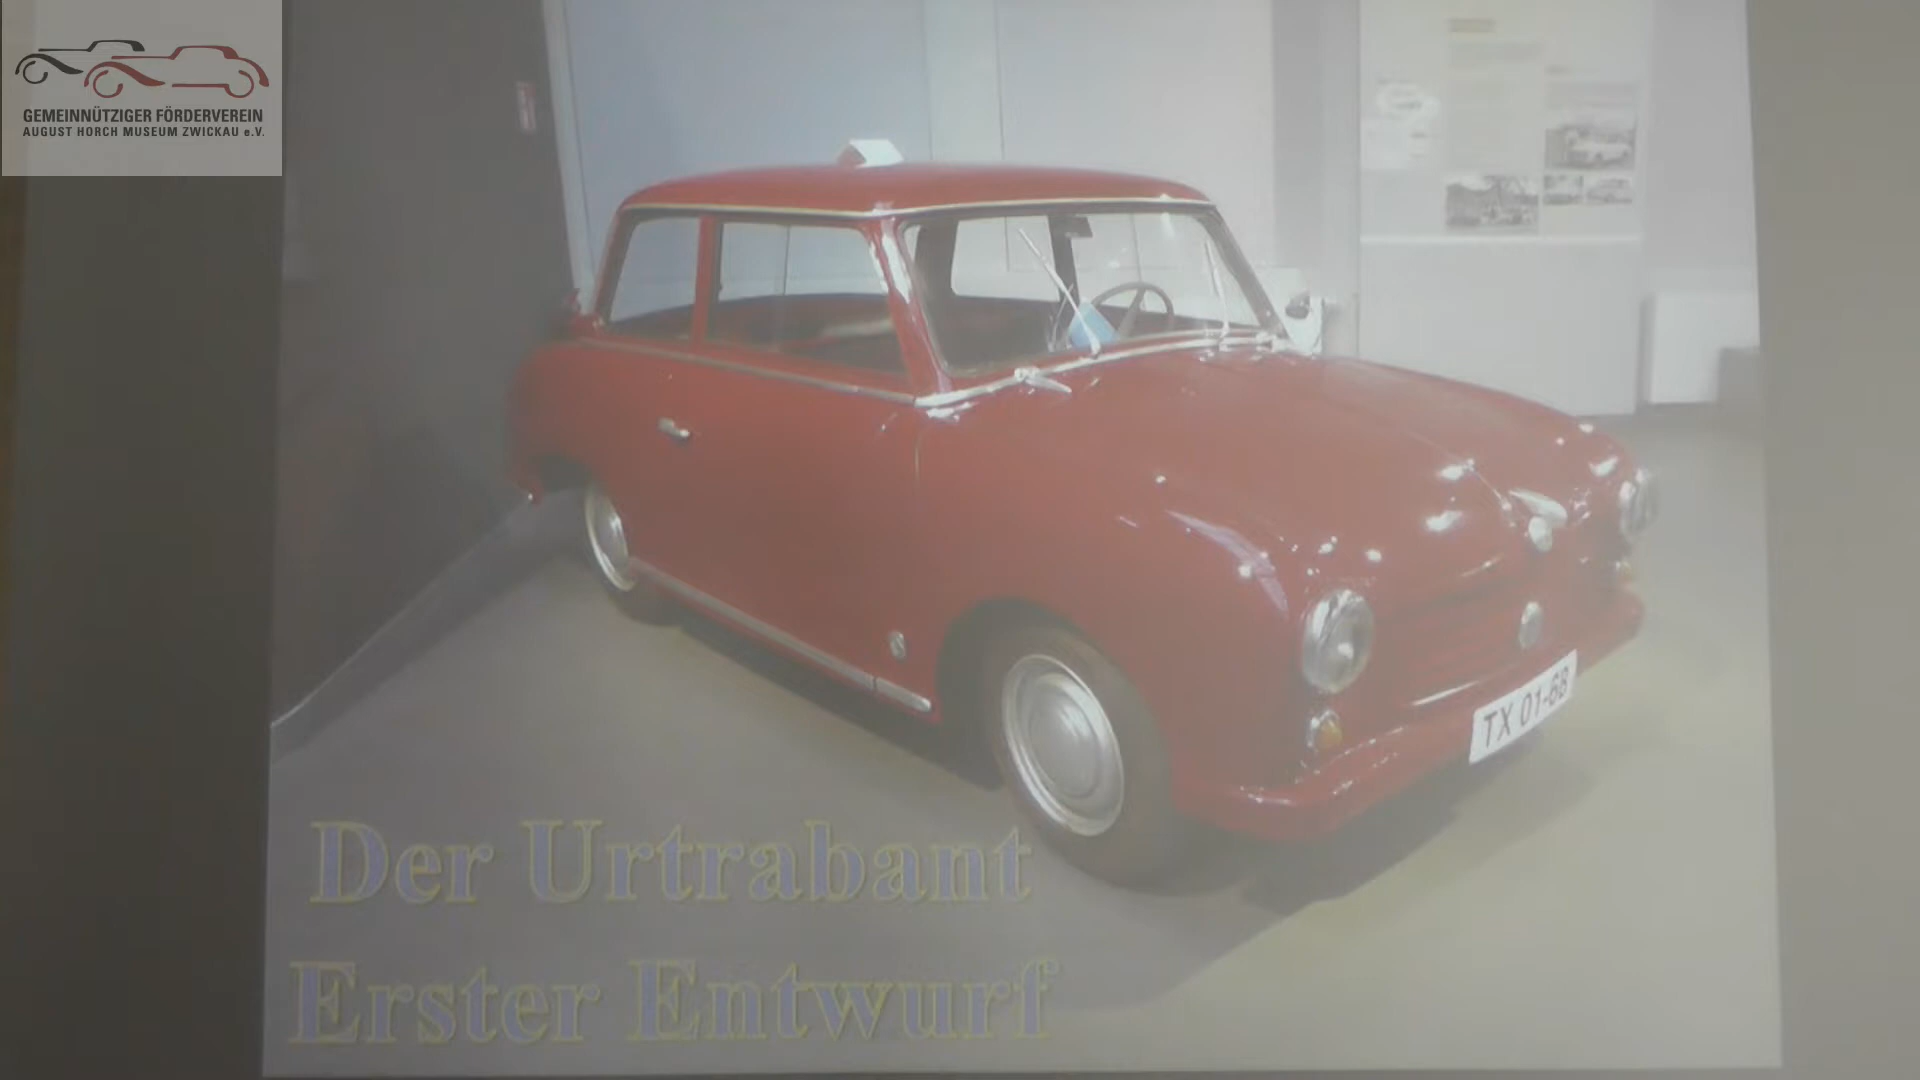 GEMEINNÜTZIGER FÖRDERVEREIN
AUGUST HORCH MUSEUM ZWICKAU e.V.
TX 01-68
Der Urtrabant
Erster Entwurf